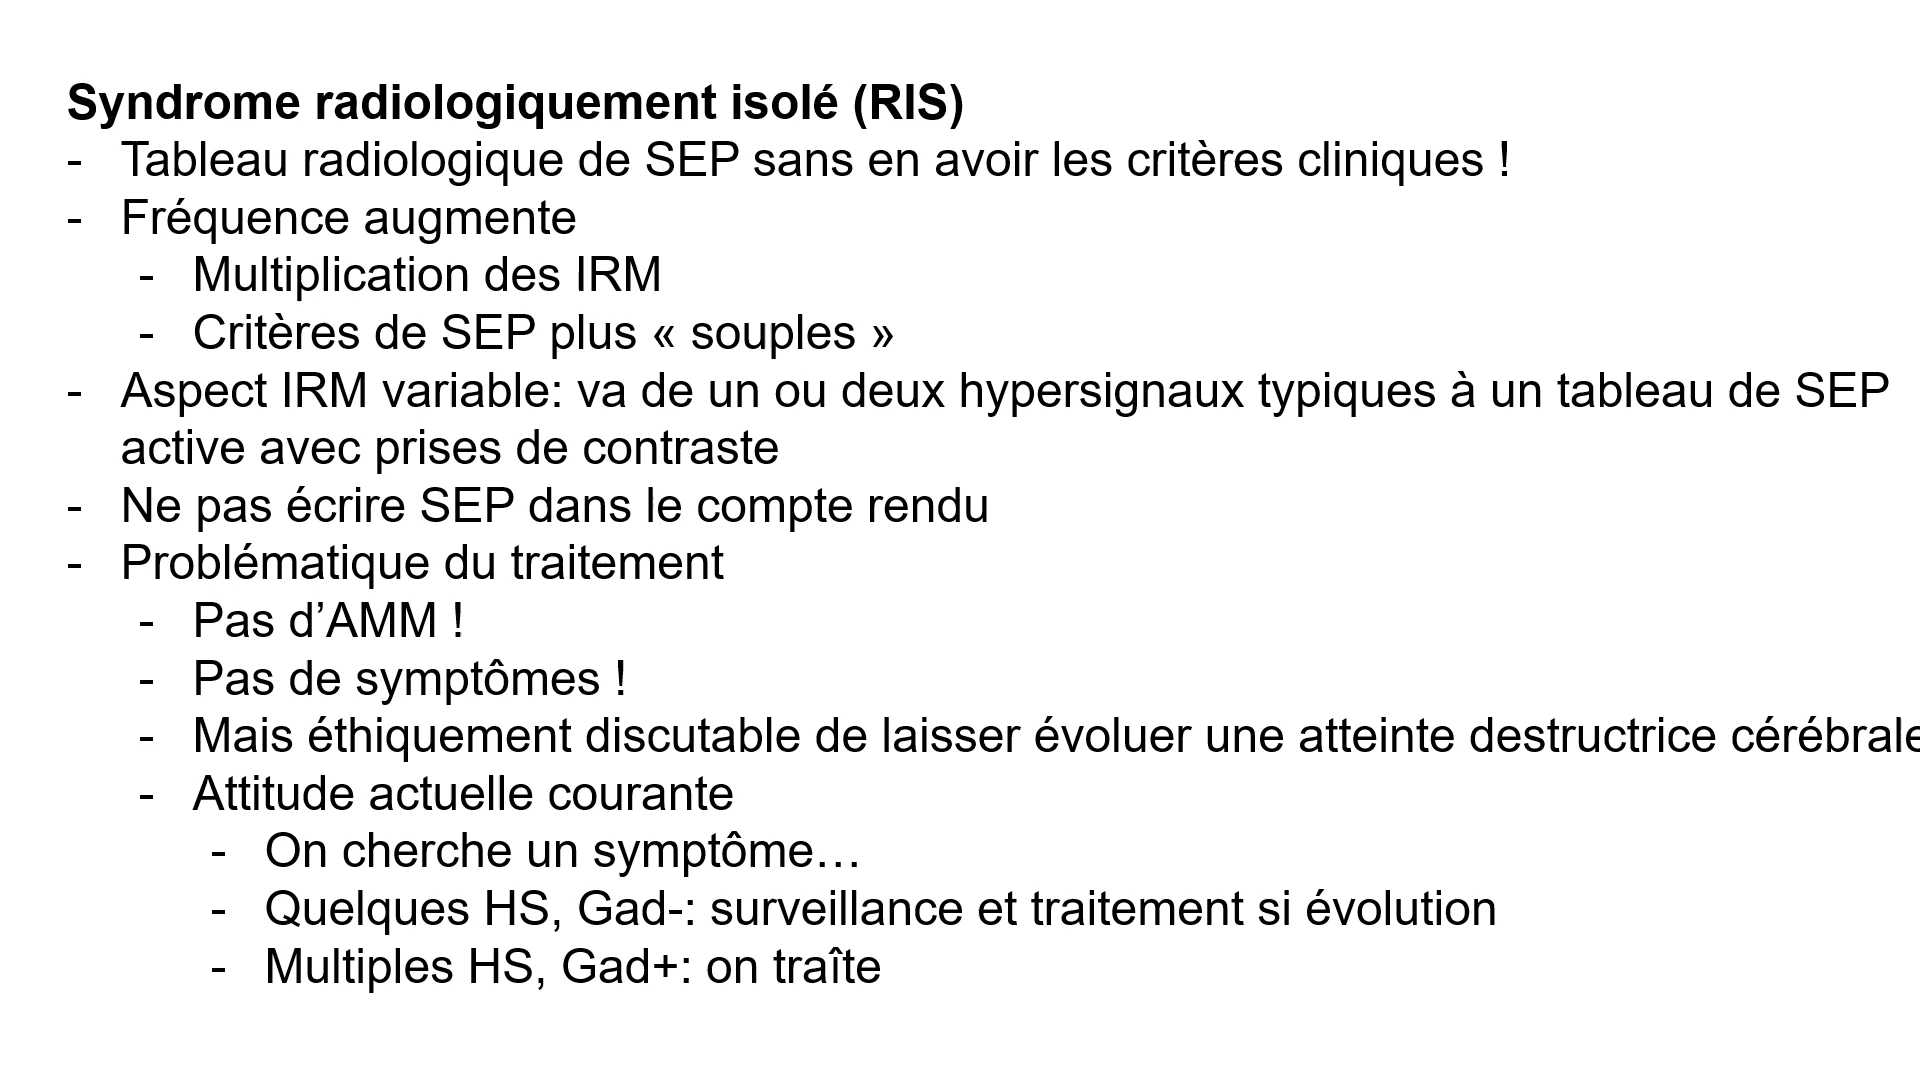 Syndrome radiologiquement isolé (RIS)
- Tableau radiologique de SEP sans en avoir les critères cliniques !
- Fréquence augmente
- Multiplication des IRM
- Critères de SEP plus « souples »
- Aspect IRM variable: va de un ou deux hypersignaux typiques à un tableau de SEP
active avec prises de contraste
- Ne pas écrire SEP dans le compte rendu
- Problématique du traitement
- Pas d’AMM !
- Pas de symptômes !
- Mais éthiquement discutable de laisser évoluer une atteinte destructrice cérébrale
- Attitude actuelle courante
- On cherche un symptôme…
- Quelques HS, Gad-: surveillance et traitement si évolution
- Multiples HS, Gad+: on traîte